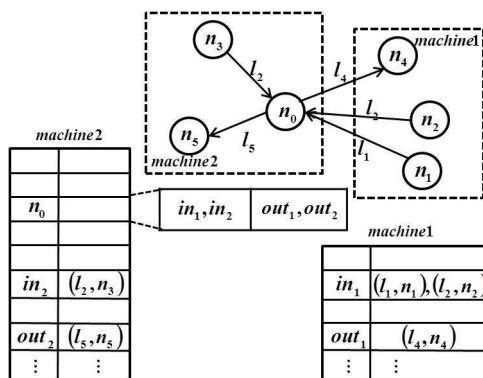 n3
machine1
n4
l2
l4
n0
l2
n2
n5
l5
l1
machine2
n1
machine2
n0
in1,in2 out1,out2
machine1
in2 (l2,n3)
in1 (l1,n1),(l2,n2)
out2 (l5,n5)
out1 (l4,n4)
⋮ ⋮
⋮ ⋮